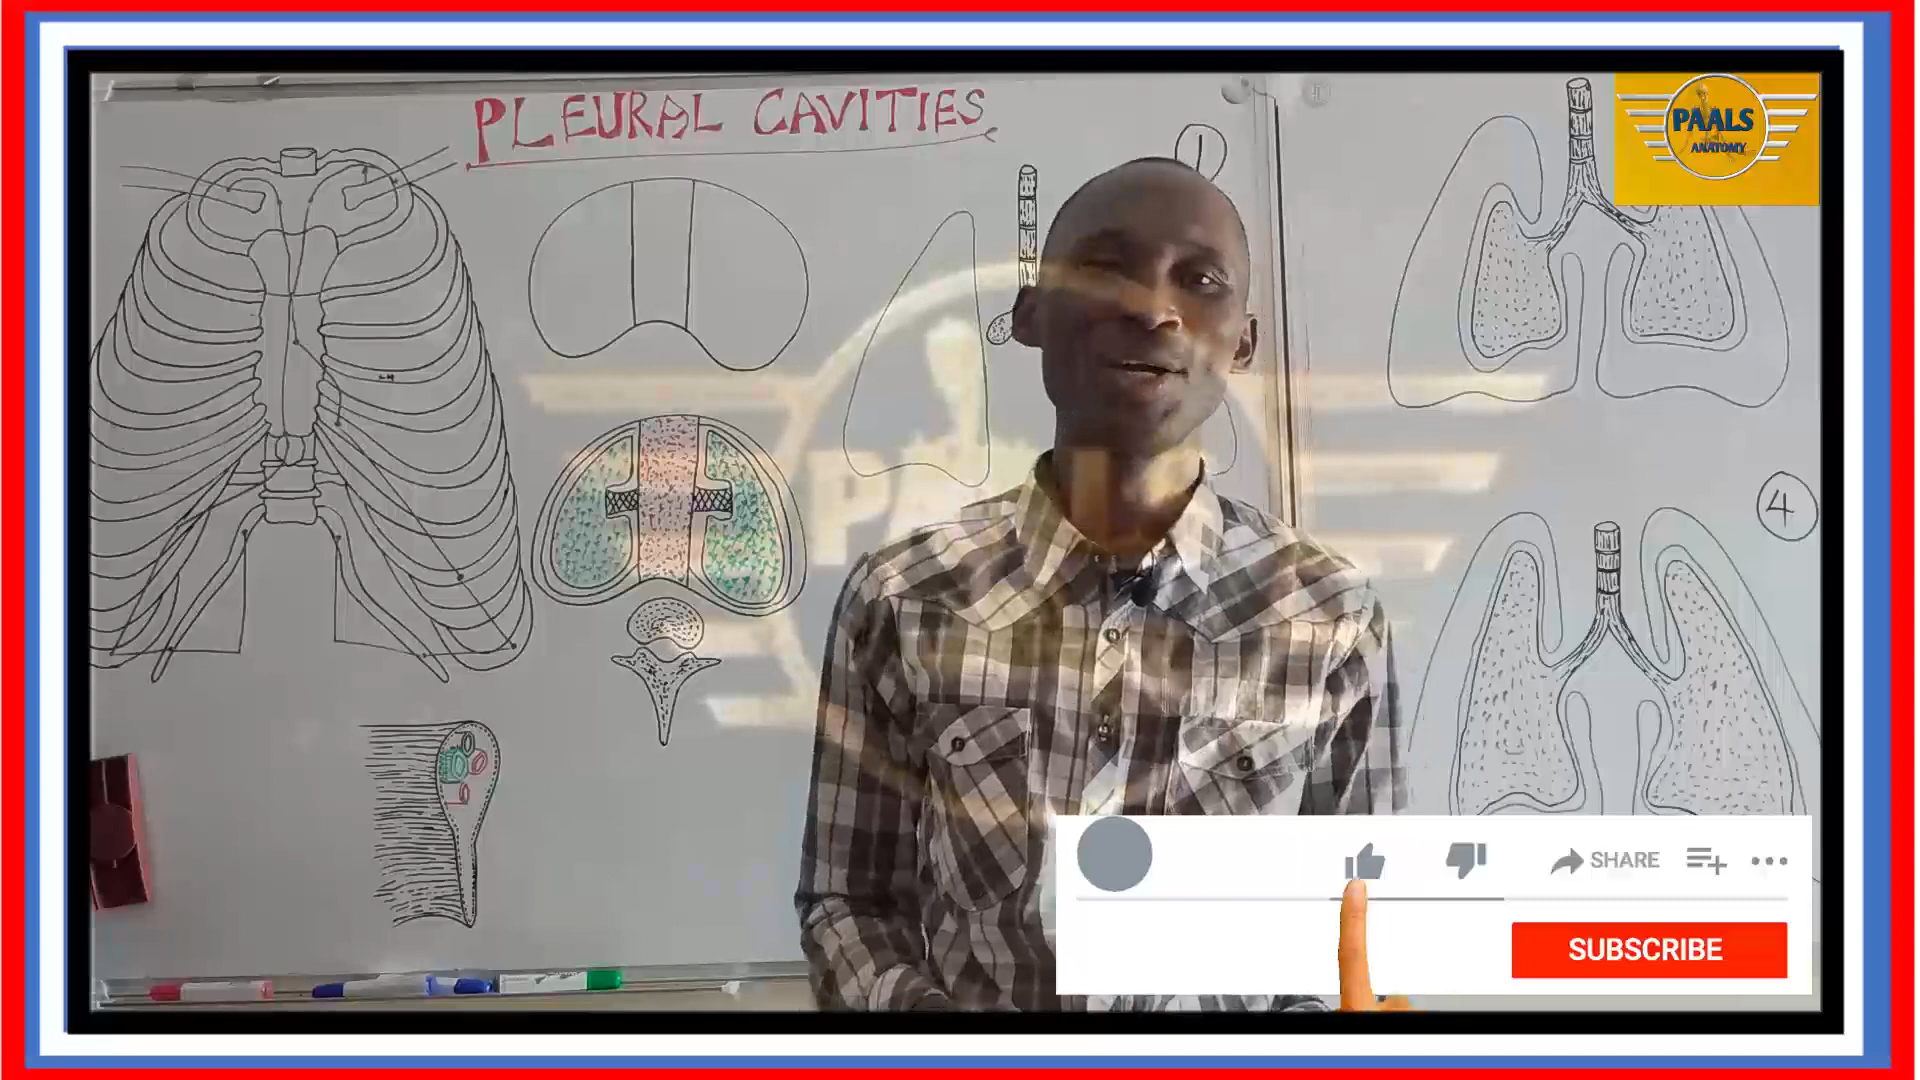 PLEURAL CAVITIES
1
PAALS
ANATOMY
4
SHARE
SUBSCRIBE